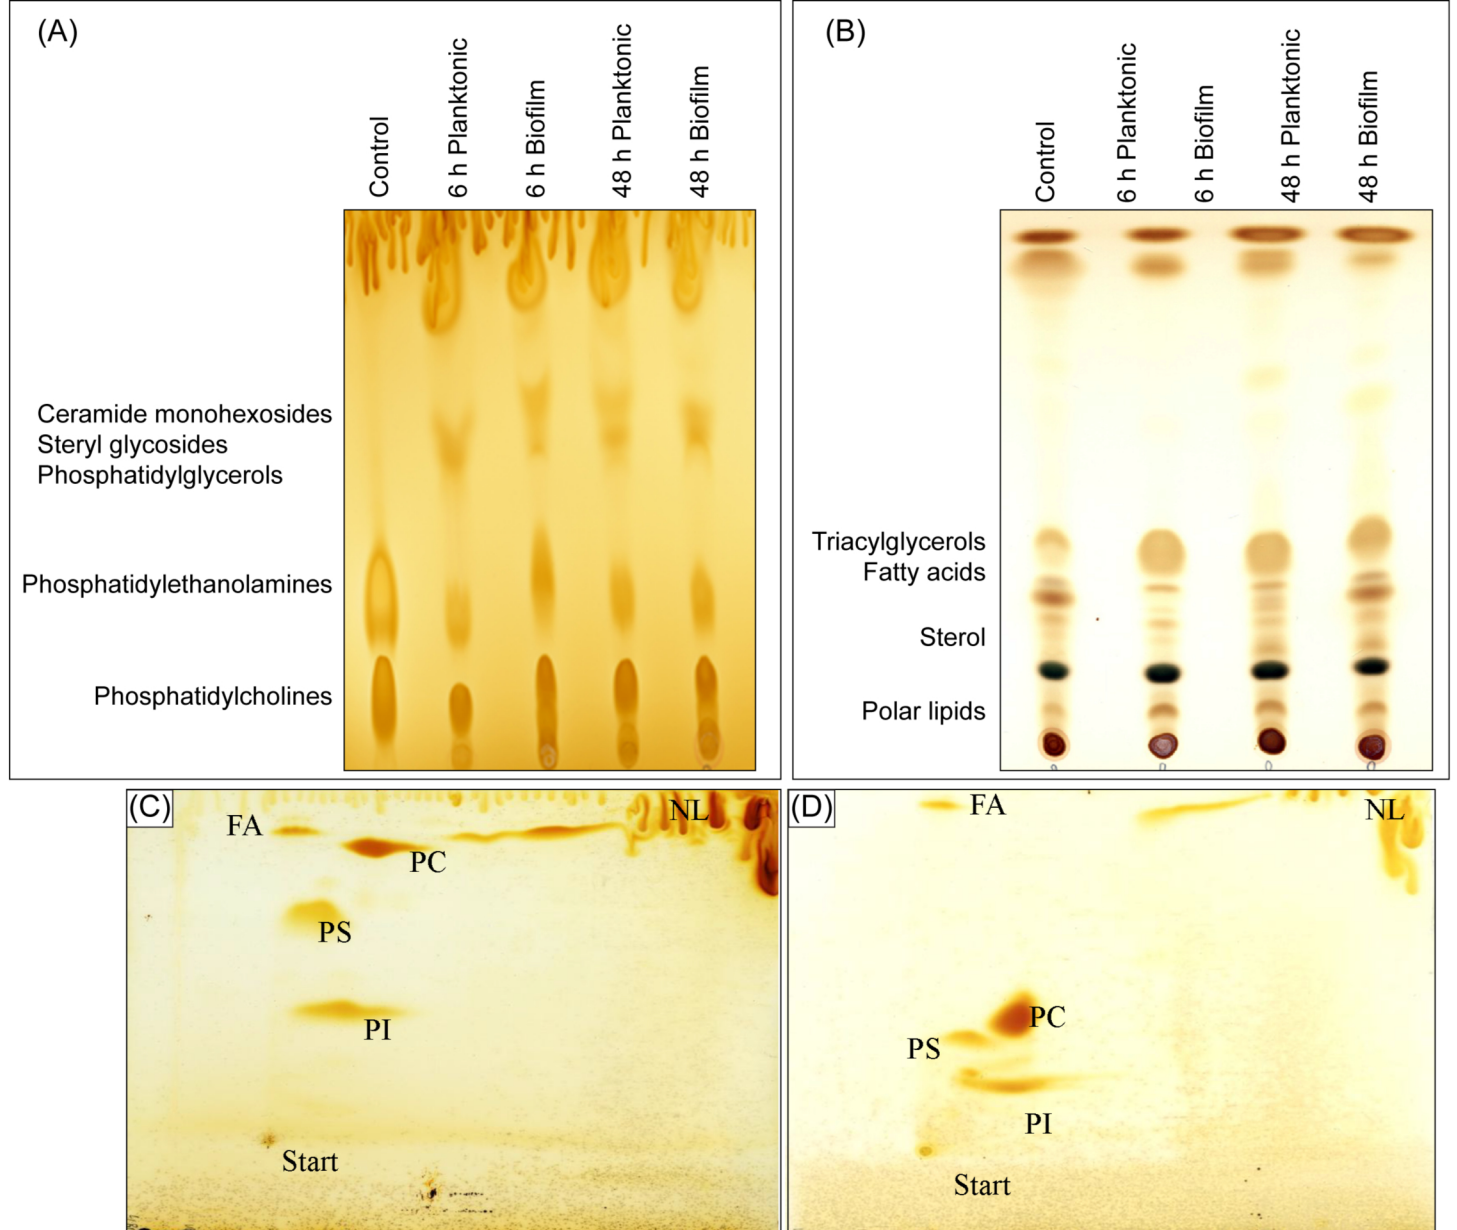 (A)
Control
6 h Planktonic
6 h Biofilm
48 h Planktonic
48 h Biofilm
Ceramide monohexosides
Steryl glycosides
Phosphatidylglycerols
Phosphatidylethanolamines
Phosphatidylcholines
(B)
Control
6 h Planktonic
6 h Biofilm
48 h Planktonic
48 h Biofilm
Triacylglycerols
Fatty acids
Sterol
Polar lipids
(C)
FA
NL
PC
PS
PI
Start
(D)
FA
NL
PC
PS
PI
Start